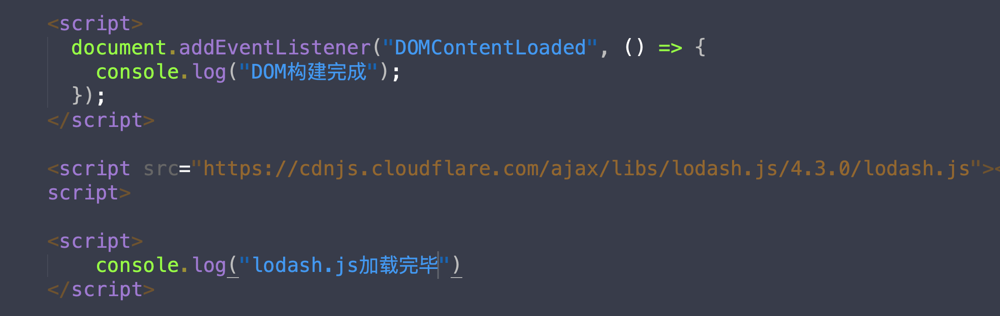 <script>
document.addEventListener("DOMContentLoaded", () => {
console.log("DOM构建完成");
});
</script>
<script src="https://cdnjs.cloudflare.com/ajax/libs/lodash.js/4.3.0/lodash.js"><
script>
<script>
console.log("lodash.js加载完毕")
</script>